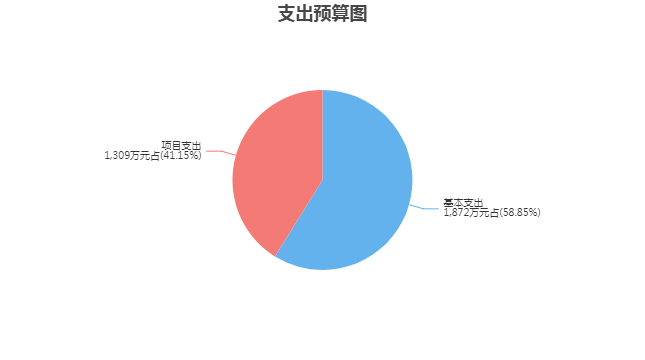 支出预算图
项目支出
1,309万元占(41.15%)
基本支出
1,872万元占(58.85%)